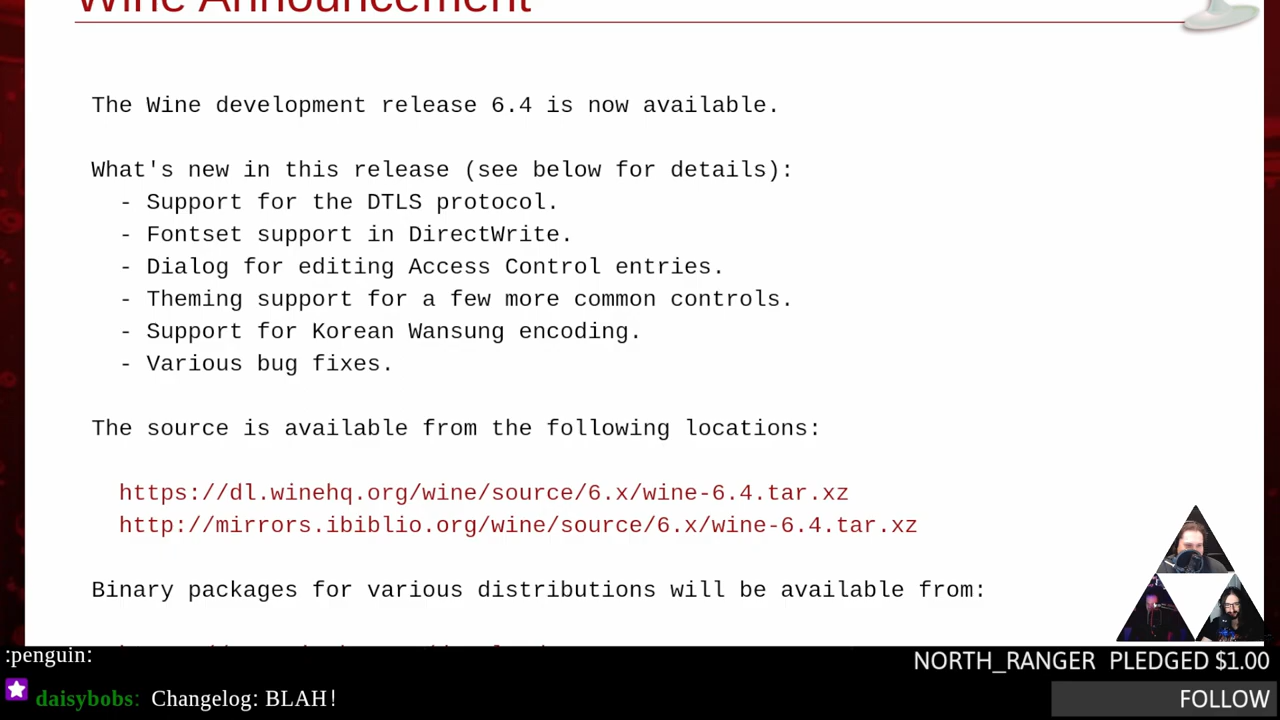 Wine Announcement
The Wine development release 6.4 is now available.
What's new in this release (see below for details):
- Support for the DTLS protocol.
- Fontset support in DirectWrite.
- Dialog for editing Access Control entries.
- Theming support for a few more common controls.
- Support for Korean Wansung encoding.
- Various bug fixes.
The source is available from the following locations:
https://dl.winehq.org/wine/source/6.x/wine-6.4.tar.xz
http://mirrors.ibiblio.org/wine/source/6.x/wine-6.4.tar.xz
Binary packages for various distributions will be available from:
:penguin:
NORTH_RANGER PLEDGED $1.00
daisybobs: Changelog: BLAH!
FOLLOW